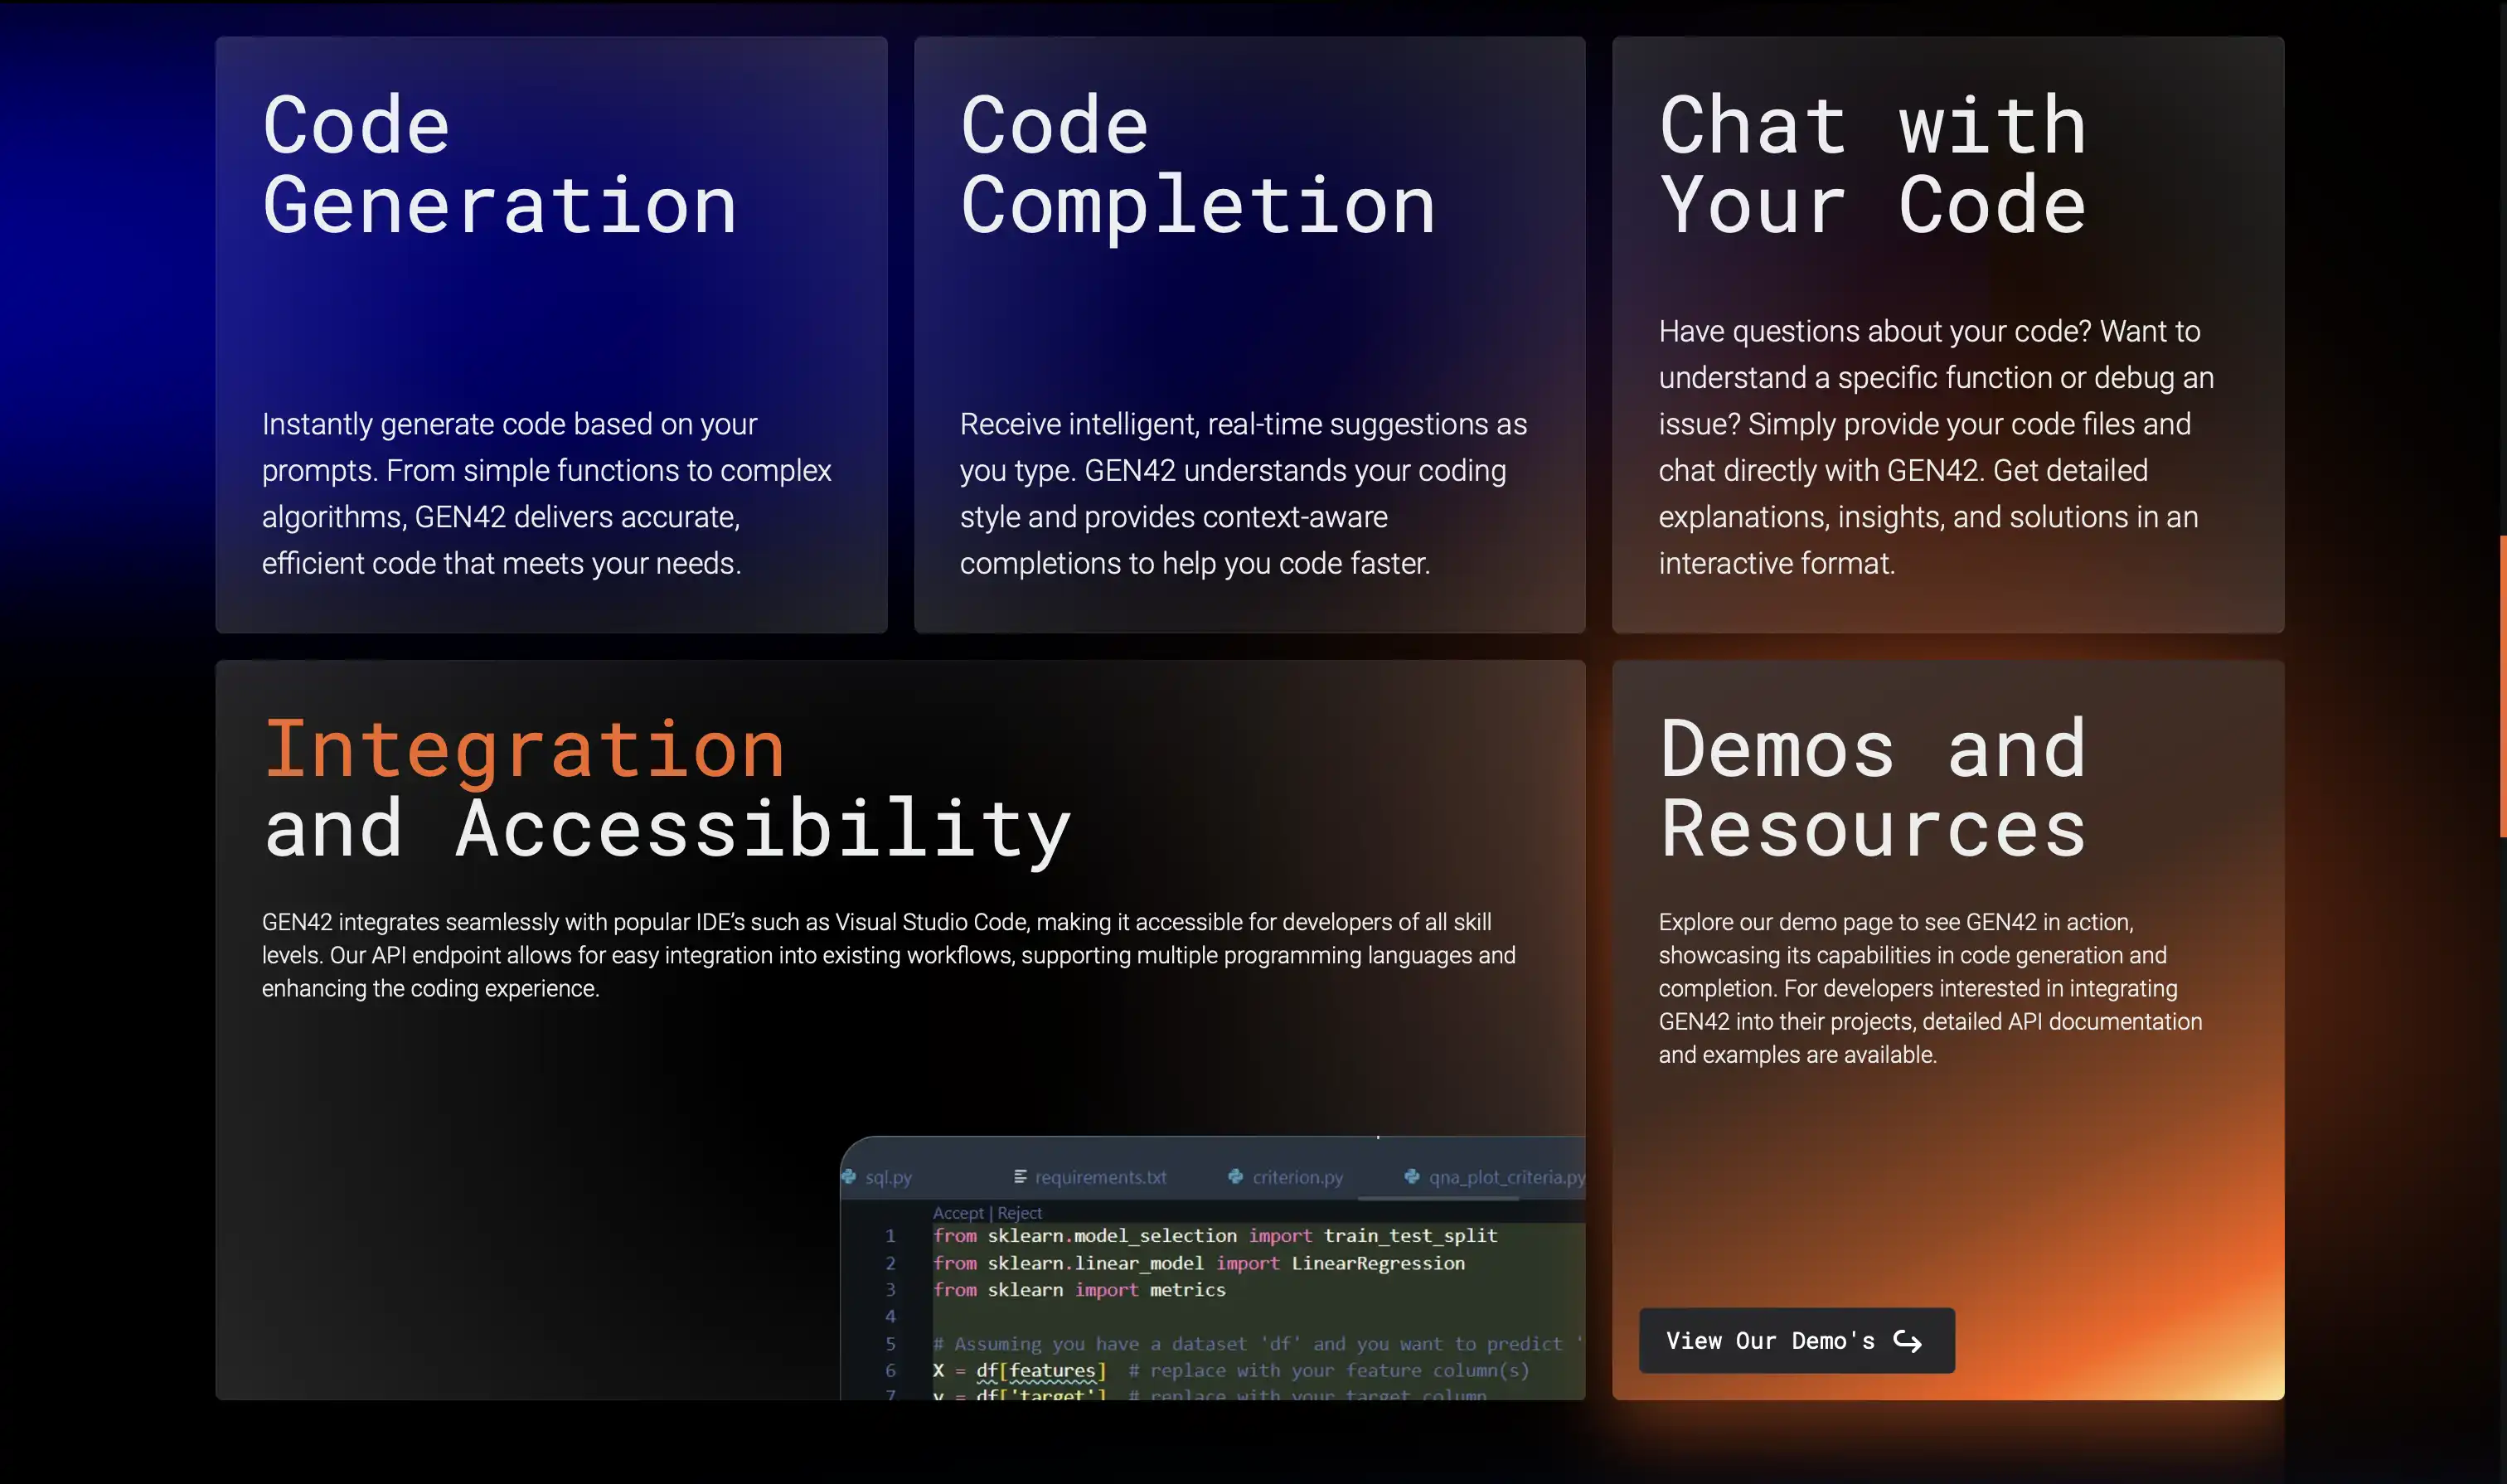 Code
Generation
Instantly generate code based on your
prompts. From simple functions to complex
algorithms, GEN42 delivers accurate,
efficient code that meets your needs.
Code
Completion
Receive intelligent, real-time suggestions as
you type. GEN42 understands your coding
style and provides context-aware
completions to help you code faster.
Chat with
Your Code
Have questions about your code? Want to
understand a specific function or debug an
issue? Simply provide your code files and
chat directly with GEN42. Get detailed
explanations, insights, and solutions in an
interactive format.
Integration
and Accessibility
GEN42 integrates seamlessly with popular IDE’s such as Visual Studio Code, making it accessible for developers of all skill
levels. Our API endpoint allows for easy integration into existing workflows, supporting multiple programming languages and
enhancing the coding experience.
sql.py requirements.txt criterion.py qna_plot_criteria.py
Accept | Reject
1 from sklearn.model_selection import train_test_split
2 from sklearn.linear_model import LinearRegression
3 from sklearn import metrics
4
5 # Assuming you have a dataset 'df' and you want to predict '
6 X = df[features] # replace with your feature column(s)
7 y = df['target'] # replace with your target column
Demos and
Resources
Explore our demo page to see GEN42 in action,
showcasing its capabilities in code generation and
completion. For developers interested in integrating
GEN42 into their projects, detailed API documentation
and examples are available.
View Our Demo's